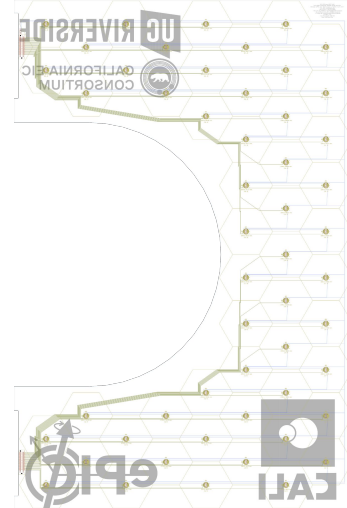 UC RIVERSIDE
CALIFORNIA EIC
CONSORTIUM
ePIC
CALI